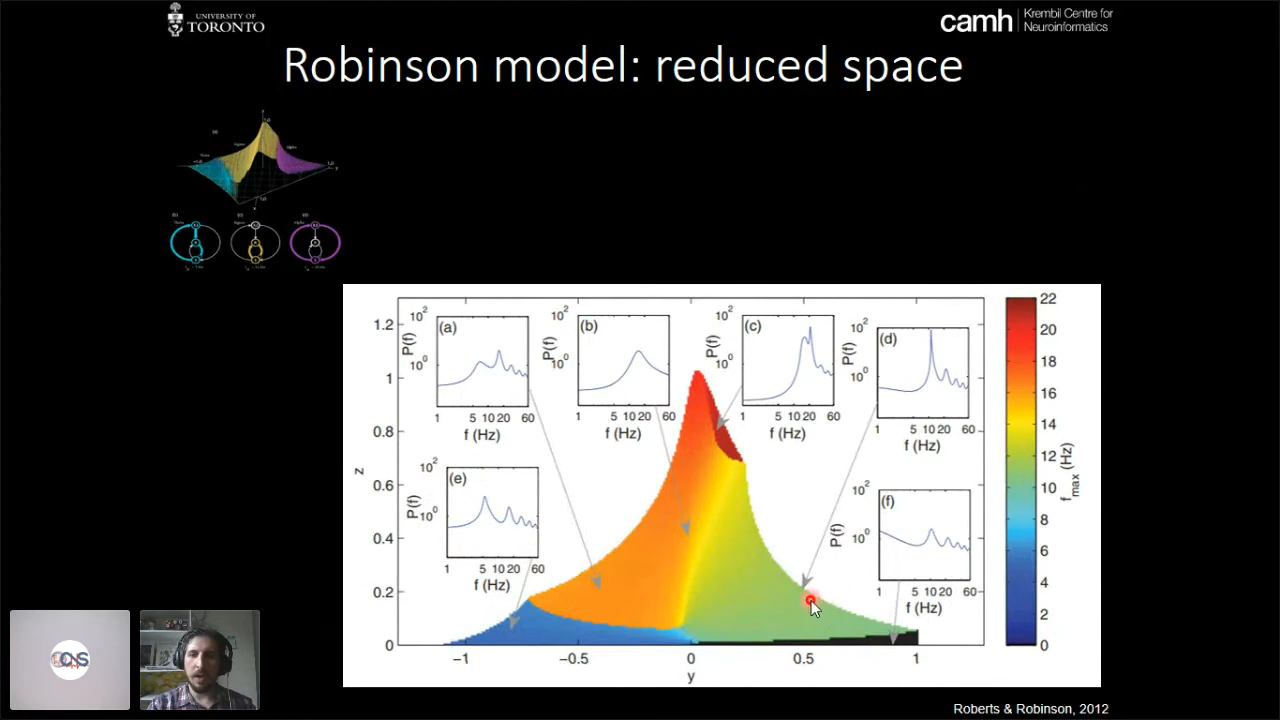 UNIVERSITY OF
TORONTO
camh
Krembil Centre for
Neuroinformatics
Robinson model: reduced space
(a)
P(f)
10²
10⁰
1 5 10 20 60
f (Hz)
(b)
P(f)
10²
10⁰
1 5 10 20 60
f (Hz)
(c)
P(f)
10²
10⁰
1 5 10 20 60
f (Hz)
(d)
P(f)
10²
10⁰
1 5 10 20 60
f (Hz)
(e)
P(f)
10²
10⁰
1 5 10 20 60
f (Hz)
(f)
P(f)
10²
10⁰
1 5 10 20 60
f (Hz)
z
1.2
1
0.8
0.6
0.4
0.2
0
−1 −0.5 0 0.5 1
y
22
20
18
16
14
12
10
8
6
4
2
0
f max (Hz)
CNS
Roberts & Robinson, 2012